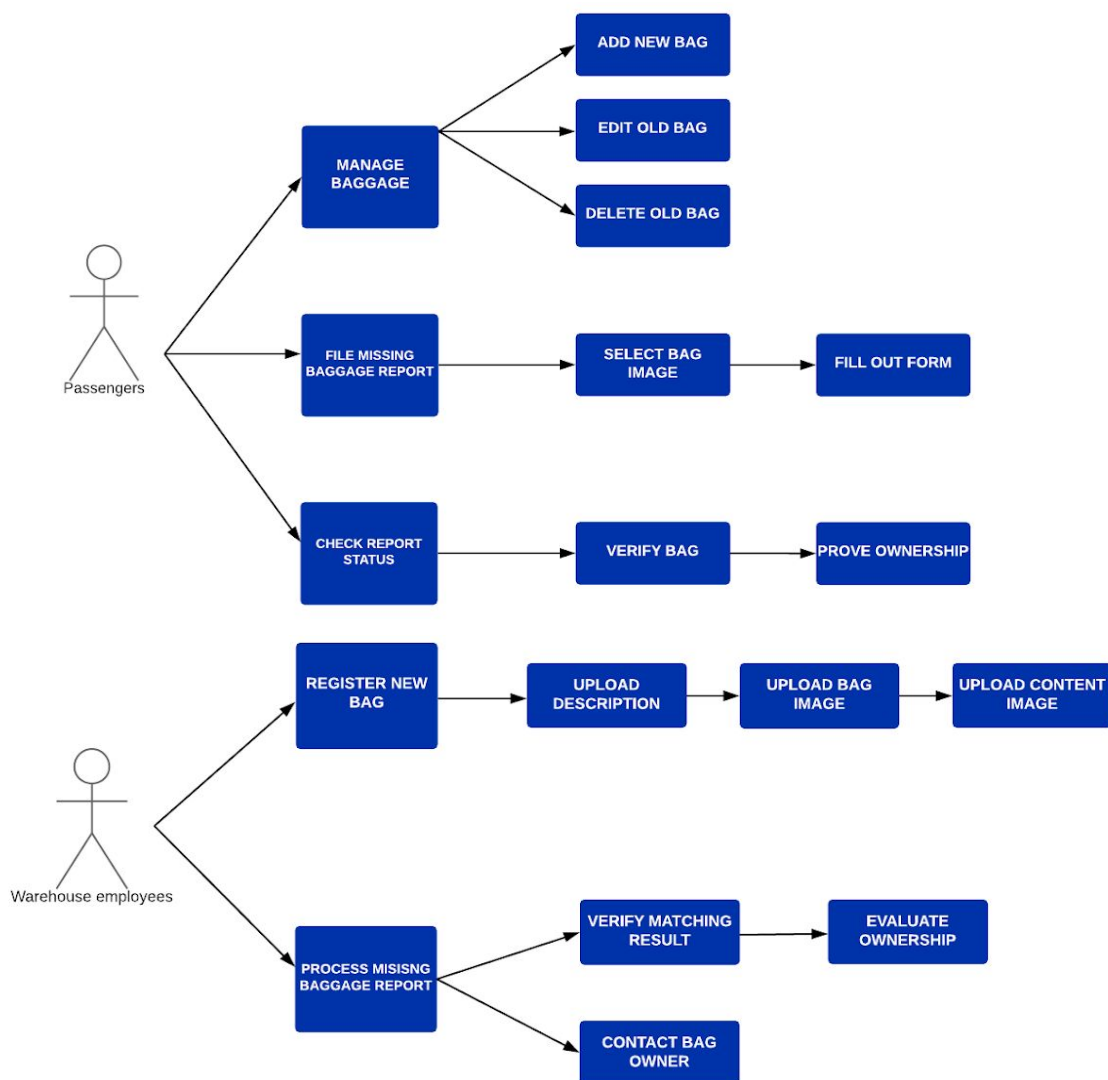 ADD NEW BAG
EDIT OLD BAG
MANAGE
BAGGAGE
DELETE OLD BAG
Passengers
FILE MISSING
BAGGAGE REPORT
SELECT BAG
IMAGE
FILL OUT FORM
CHECK REPORT
STATUS
VERIFY BAG
PROVE OWNERSHIP
REGISTER NEW
BAG
UPLOAD
DESCRIPTION
UPLOAD BAG
IMAGE
UPLOAD CONTENT
IMAGE
Warehouse employees
VERIFY MATCHING
RESULT
EVALUATE
OWNERSHIP
PROCESS MISISNG
BAGGAGE REPORT
CONTACT BAG
OWNER